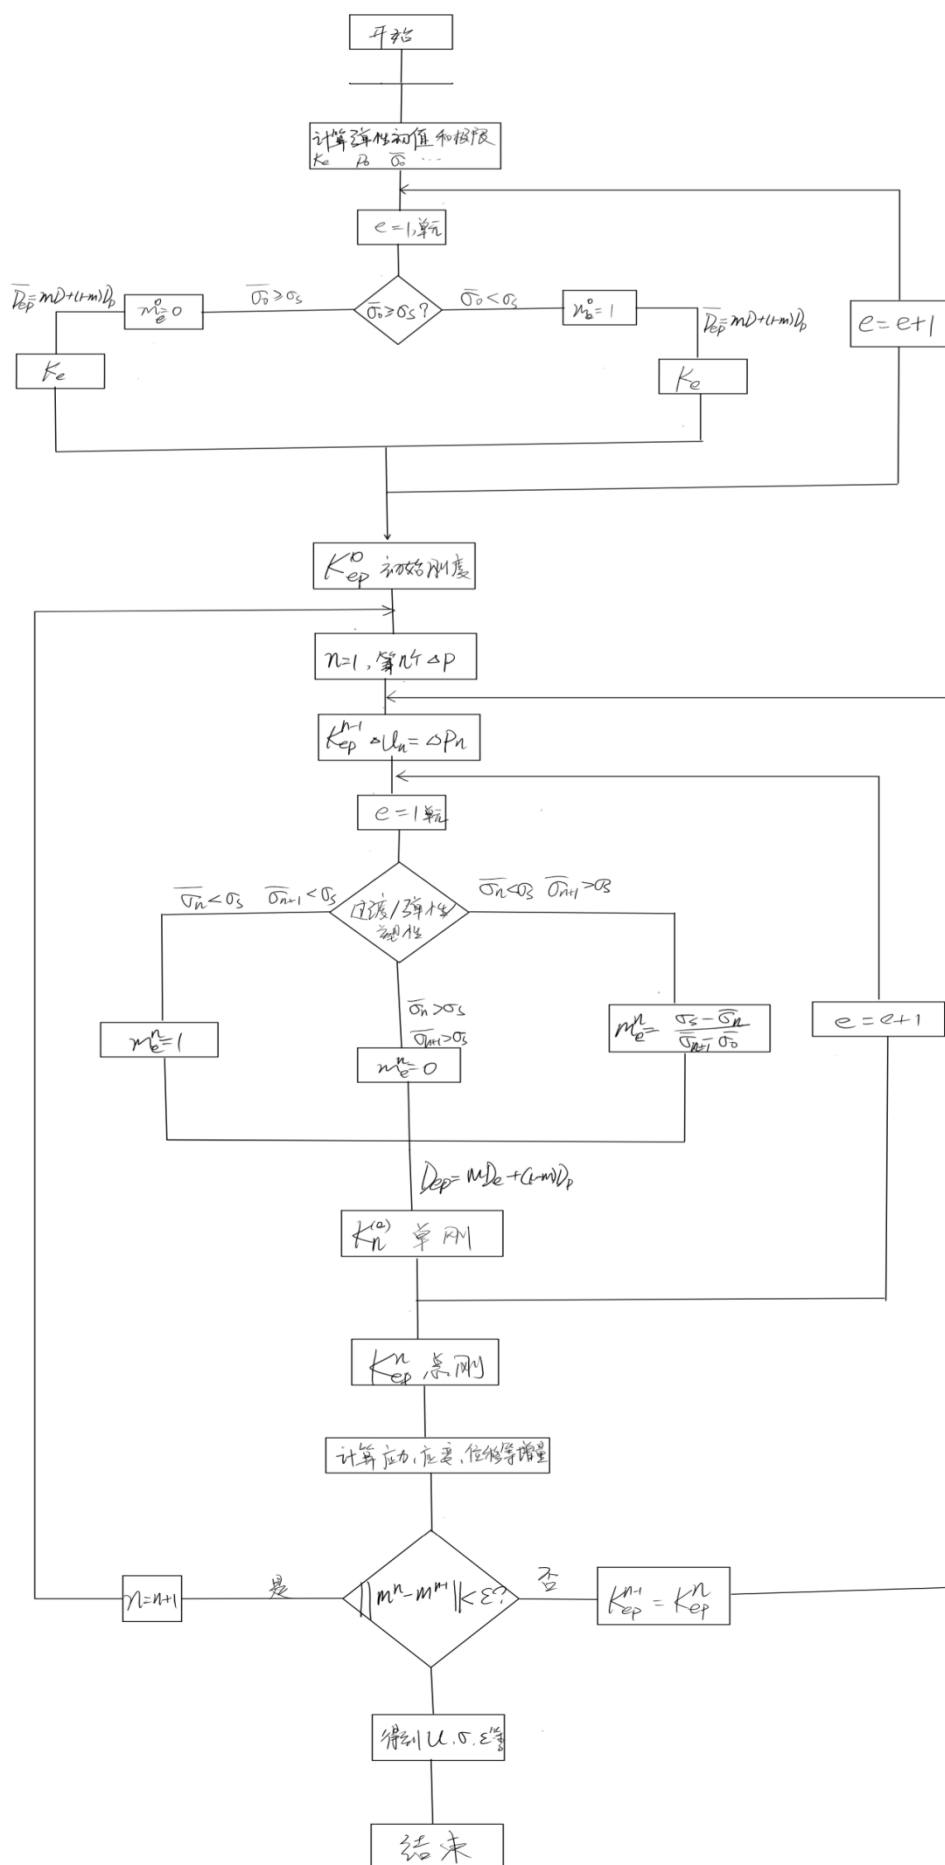 开始
计算弹性初值和极限
Ke P₀ σ̅₀ ...
e=1,单元
D̅ep=mD+(1-m)Dp
m⁰e=0
σ̅₀≥σs
σ̅₀≥σs?
σ̅₀<σs
m⁰e=1
D̅ep=mD+(1-m)Dp
e=e+1
Ke
Ke
K⁰ep 初始刚度
n=1,第n个ΔP
Kⁿ⁻¹ep ΔUn=ΔPn
e=1单元
σ̅n<σs σ̅n+1<σs
过渡/弹性/
塑性
σ̅n<σs σ̅n+1>σs
σ̅n>σs
σ̅n+1>σs
mⁿe=1
mⁿe=0
mⁿe=(σs-σ̅n)/(σ̅n+1-σ̅₀)
e=e+1
Dep=mDe+(1-m)Dp
Kn⁽ᵉ⁾ 单刚
Kⁿep 总刚
计算应力,应变,位移等增量
n=n+1
是
||mⁿ-mⁿ⁻¹||<ε?
否
Kⁿ⁻¹ep=Kⁿep
得到U.σ.ε等
结束